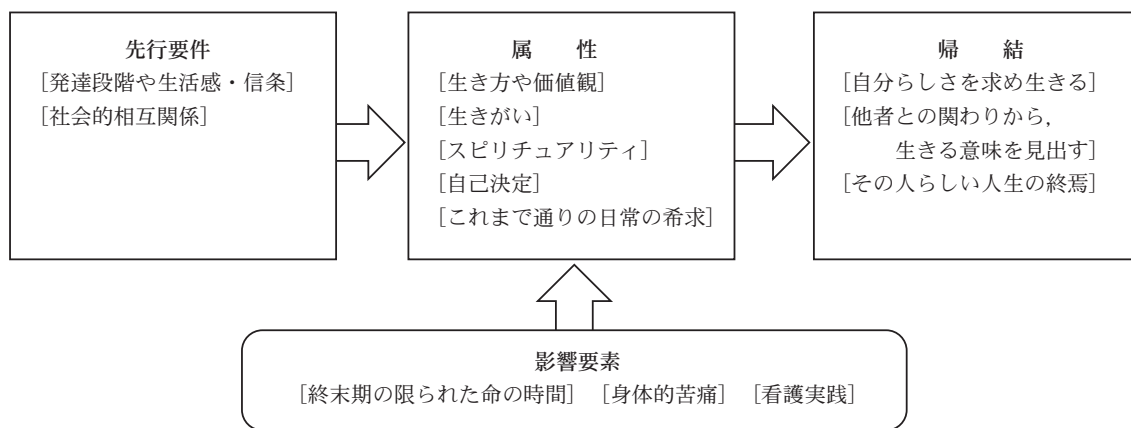 先行要件
［発達段階や生活感・信条］
［社会的相互関係］
属　性
［生き方や価値観］
［生きがい］
［スピリチュアリティ］
［自己決定］
［これまで通りの日常の希求］
帰　結
［自分らしさを求め生きる］
［他者との関わりから，
生きる意味を見出す］
［その人らしい人生の終焉］
影響要素
［終末期の限られた命の時間］［身体的苦痛］［看護実践］